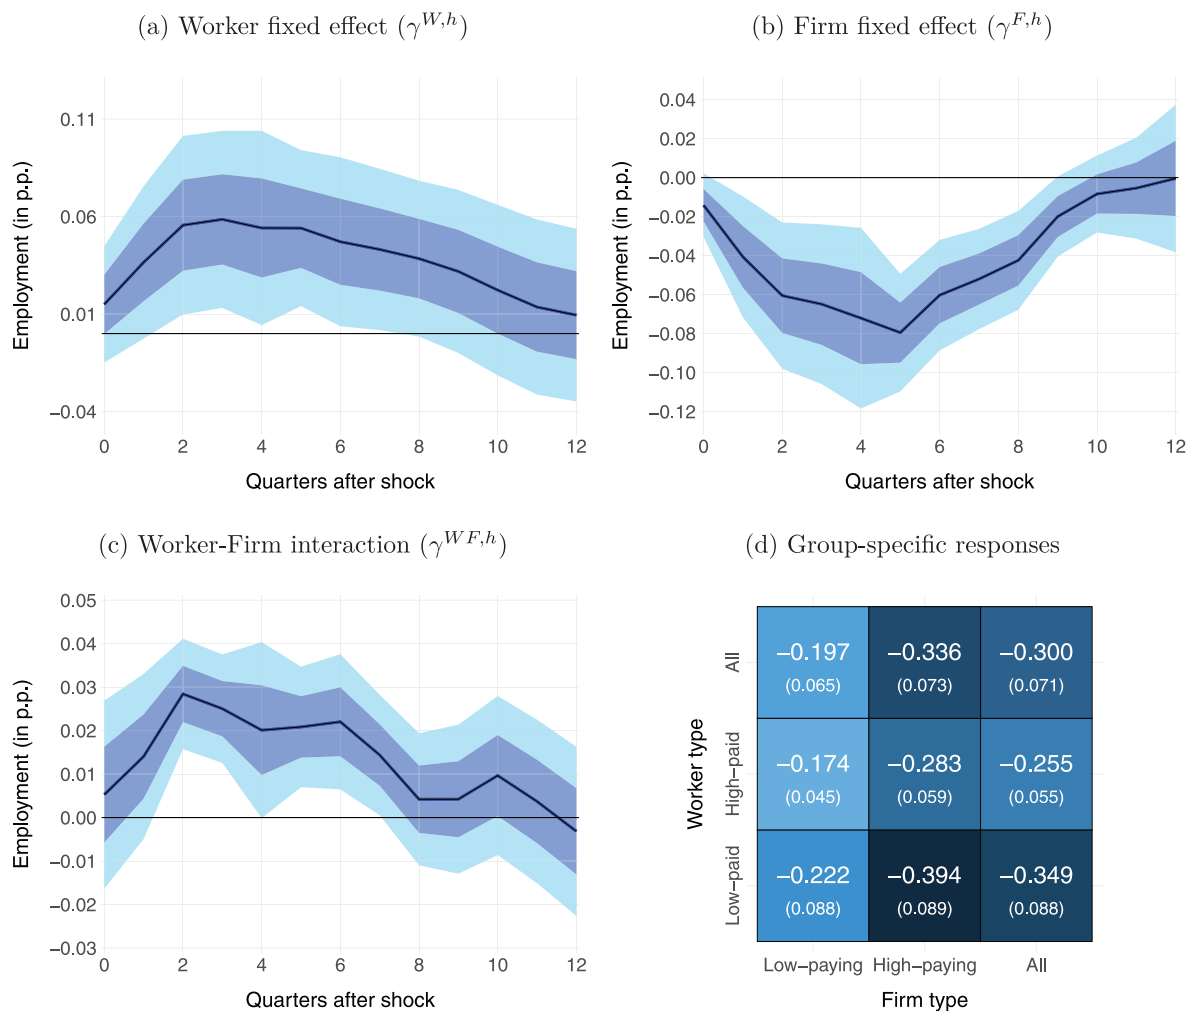 (a) Worker fixed effect (γ^{W,h})
(b) Firm fixed effect (γ^{F,h})
Employment (in p.p.)
0.11
0.06
0.01
−0.04
0 2 4 6 8 10 12
Quarters after shock
Employment (in p.p.)
0.04
0.02
0.00
−0.02
−0.04
−0.06
−0.08
−0.10
−0.12
0 2 4 6 8 10 12
Quarters after shock
(c) Worker-Firm interaction (γ^{WF,h})
(d) Group-specific responses
Employment (in p.p.)
0.05
0.04
0.03
0.02
0.01
0.00
−0.01
−0.02
−0.03
0 2 4 6 8 10 12
Quarters after shock
Worker type
All
−0.197 −0.336 −0.300
(0.065) (0.073) (0.071)
High−paid
−0.174 −0.283 −0.255
(0.045) (0.059) (0.055)
Low−paid
−0.222 −0.394 −0.349
(0.088) (0.089) (0.088)
Low−paying High−paying All
Firm type